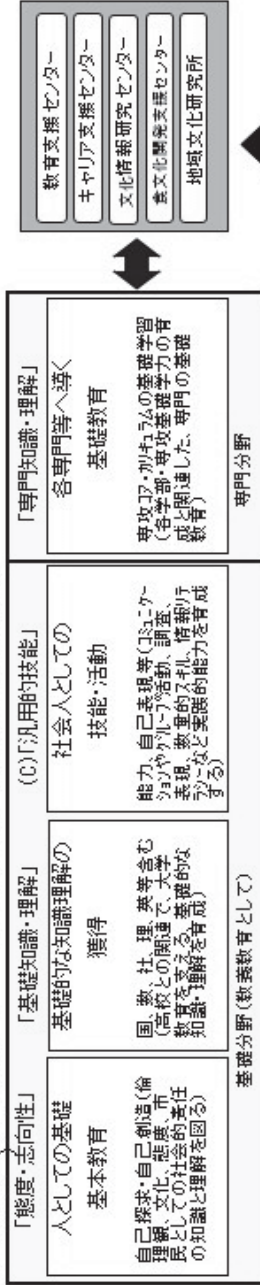 「態度・志向性」
人としての基礎
基本教育
自己探求・自己創造(倫
理観、文化、態度、市
民としての社会的責任
の知識と理解を図る)
「基礎知識・理解」
基礎的な知識理解の
獲得
国、数、社、理、英等含む
(高校との関連で、大学
教育を支える、基礎的な
知識・理解を育成)
(C)「汎用的技能」
社会人としての
技能・活動
能力、自己表現等(コミュニケー
ションやグループ活動、調査、
表現、数量的スキル、情報リテ
ラシーなど実践的能力を育成
する)
基礎分野(教養教育として)
「専門知識・理解」
各専門等へ導く
基礎教育
専攻コア・カリキュラムの基礎学習
(各学部・専攻基礎学力の育
成と関連した、専門の基礎
教育)
専門分野
教育支援センター
キャリア支援センター
文化情報研究センター
食文化開発支援センター
地域文化研究所